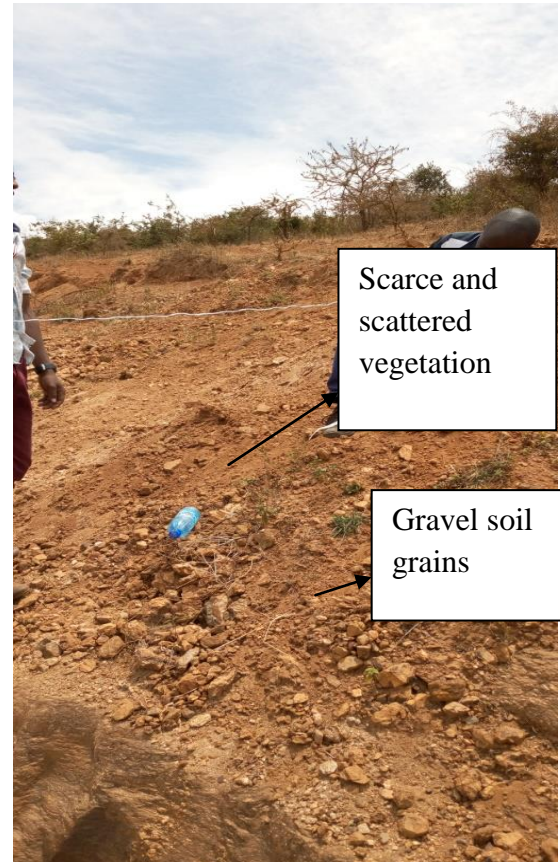 Scarce and
scattered
vegetation
Gravel soil
grains